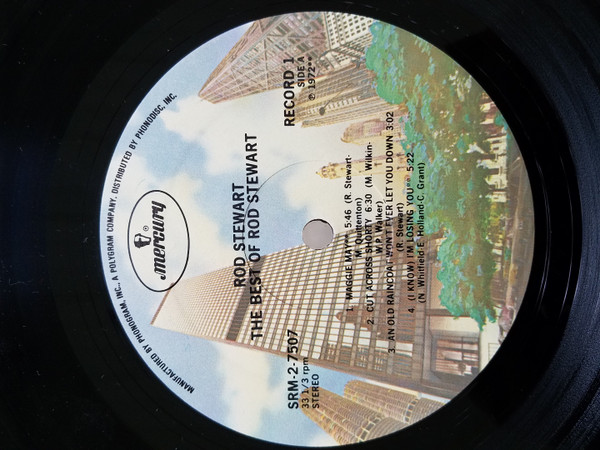 MANUFACTURED BY PHONOGRAM, INC., A POLYGRAM COMPANY, DISTRIBUTED BY PHONODISC, INC.
mercury®
ROD STEWART
THE BEST OF ROD STEWART
SRM-2-7507
33 1/3 rpm
STEREO
RECORD 1
SIDE A
℗ 1972**
1. MAGGIE MAY** 5:46 (R. Stewart-
M. Quittenton)
2. CUT ACROSS SHORTY 6:30 (M. Wilkin-
W.P. Walker)
3. AN OLD RAINCOAT WON'T EVER LET YOU DOWN 3:02
(R. Stewart)
4. (I KNOW) I'M LOSING YOU** 5:22
(N. Whitfield-E. Holland-C. Grant)